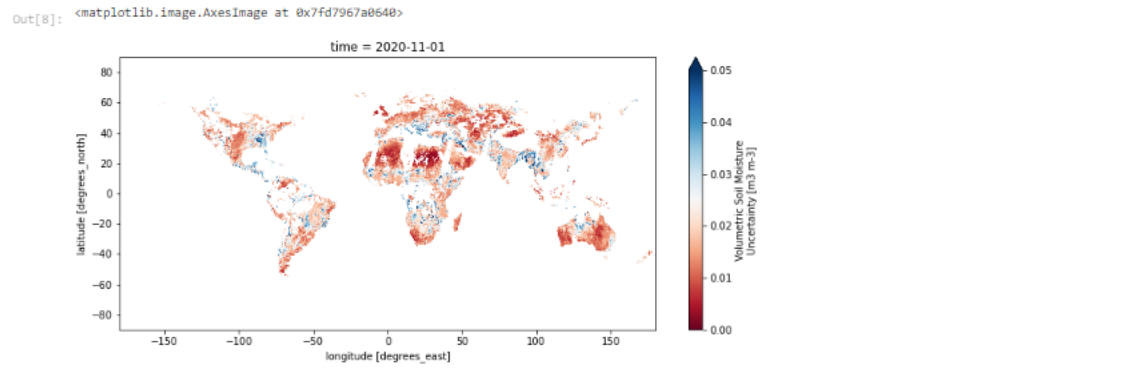 Out[8]: <matplotlib.image.AxesImage at 0x7fd7967a0640>
time = 2020-11-01
80
60
40
20
0
−20
−40
−60
−80
latitude [degrees_north]
−150 −100 −50 0 50 100 150
longitude [degrees_east]
0.05
0.04
0.03
0.02
0.01
0.00
Volumetric Soil Moisture
Uncertainty [m3 m-3]